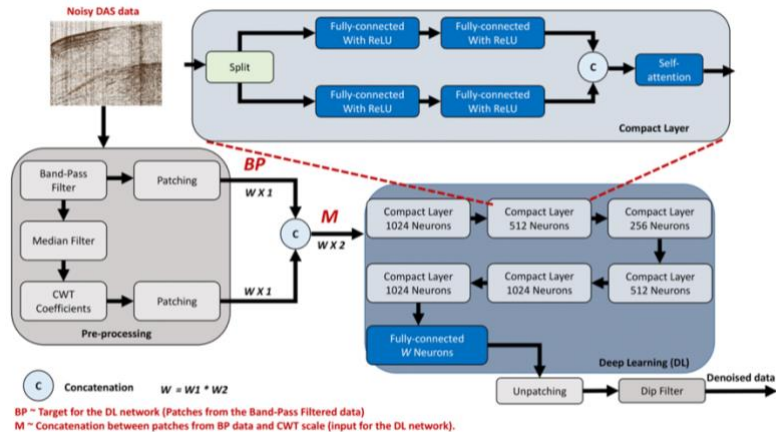 Noisy DAS data
Split
Fully-connected
With ReLU
Fully-connected
With ReLU
Fully-connected
With ReLU
Fully-connected
With ReLU
C
Self-
attention
Compact Layer
Band-Pass
Filter
Patching
Median Filter
CWT
Coefficients
Patching
Pre-processing
BP
W X 1
W X 1
C
M
W X 2
Compact Layer
1024 Neurons
Compact Layer
512 Neurons
Compact Layer
256 Neurons
Compact Layer
1024 Neurons
Compact Layer
1024 Neurons
Compact Layer
512 Neurons
Fully-connected
W Neurons
Deep Learning (DL)
Unpatching
Dip Filter
Denoised data
C
Concatenation
W = W1 * W2
BP ~ Target for the DL network (Patches from the Band-Pass Filtered data)
M ~ Concatenation between patches from BP data and CWT scale (input for the DL network).